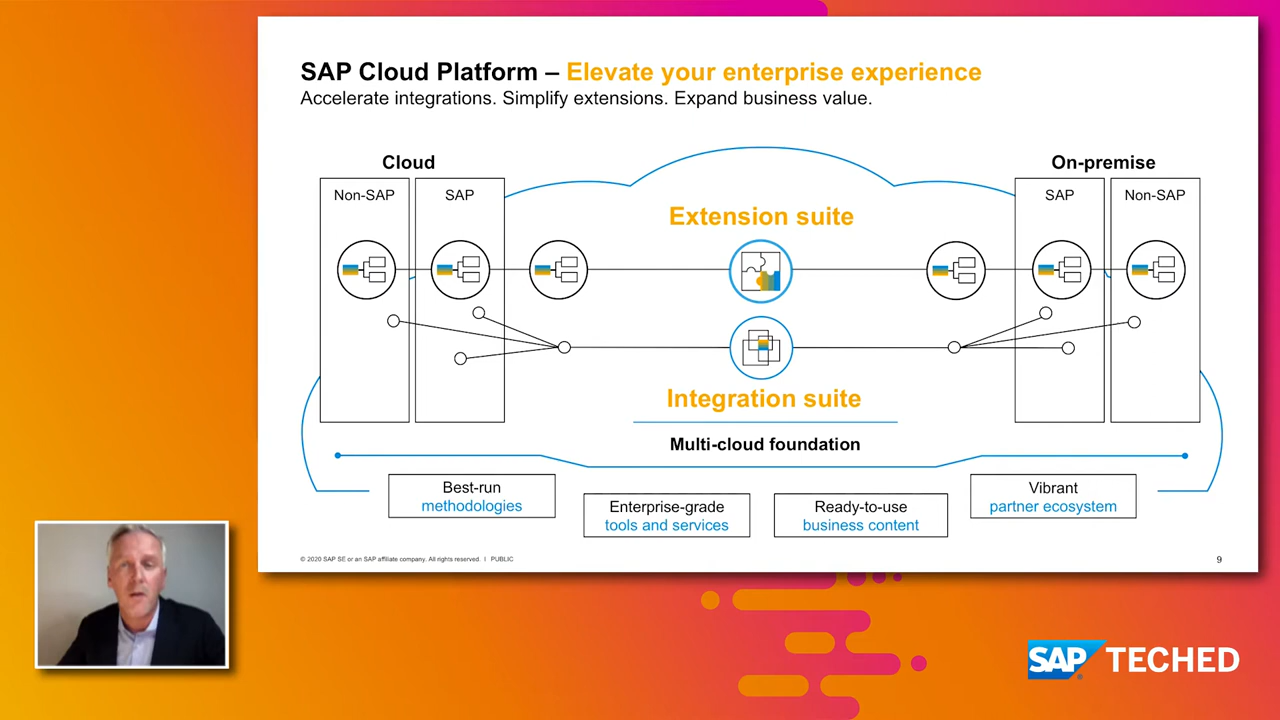 SAP Cloud Platform – Elevate your enterprise experience
Accelerate integrations. Simplify extensions. Expand business value.
Cloud
On-premise
Non-SAP
SAP
SAP
Non-SAP
Extension suite
Integration suite
Multi-cloud foundation
Best-run
methodologies
Enterprise-grade
tools and services
Ready-to-use
business content
Vibrant
partner ecosystem
© 2020 SAP SE or an SAP affiliate company. All rights reserved. I PUBLIC
9
SAP TECHED